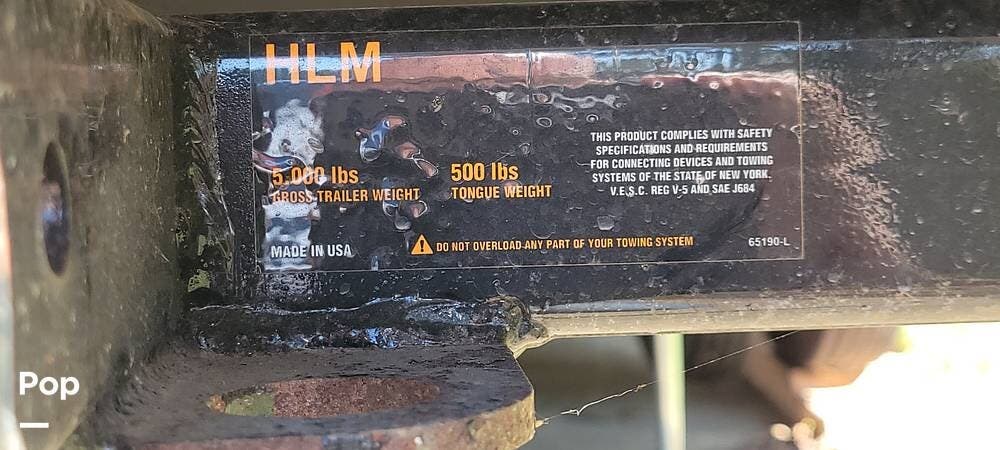 HLM
5,000 lbs
GROSS TRAILER WEIGHT
500 lbs
TONGUE WEIGHT
THIS PRODUCT COMPLIES WITH SAFETY
SPECIFICATIONS AND REQUIREMENTS
FOR CONNECTING DEVICES AND TOWING
SYSTEMS OF THE STATE OF NEW YORK.
V.E.S.C. REG V-5 AND SAE J684
MADE IN USA
DO NOT OVERLOAD ANY PART OF YOUR TOWING SYSTEM
65190-L
Pop